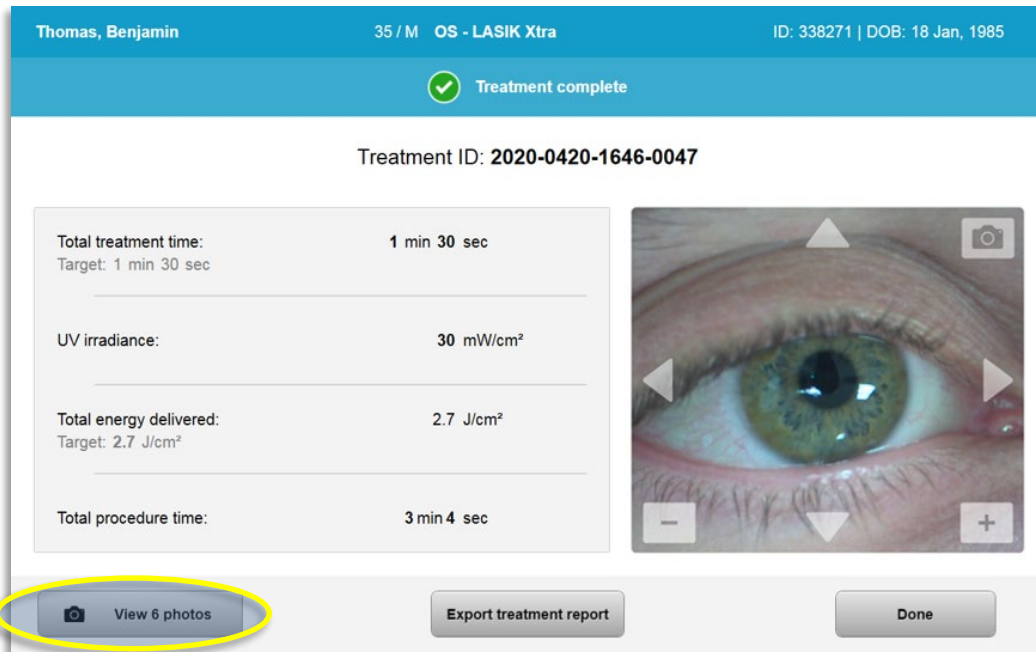 Thomas, Benjamin 35 / M OS - LASIK Xtra ID: 338271 | DOB: 18 Jan, 1985
Treatment complete
Treatment ID: 2020-0420-1646-0047
Total treatment time: 1 min 30 sec
Target: 1 min 30 sec
UV irradiance: 30 mW/cm²
Total energy delivered: 2.7 J/cm²
Target: 2.7 J/cm²
Total procedure time: 3 min 4 sec
View 6 photos Export treatment report Done